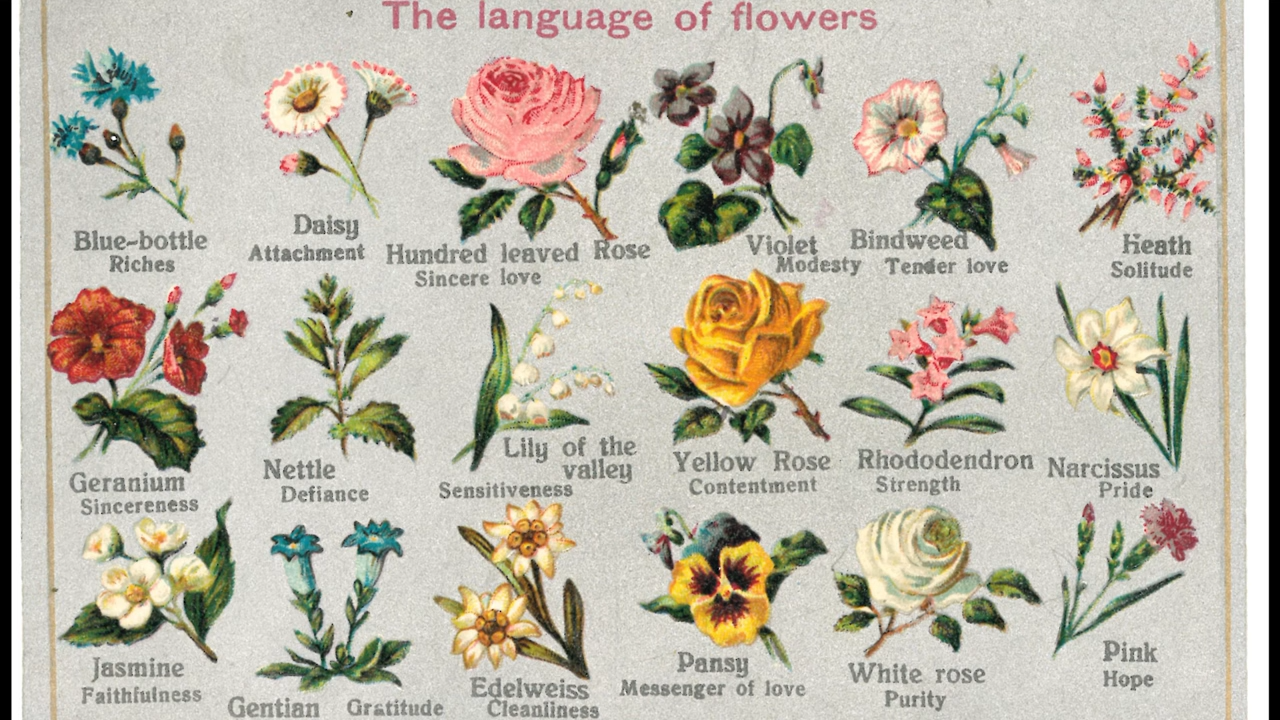 The language of flowers
Blue-bottle
Riches
Daisy
Attachment
Hundred leaved Rose
Sincere love
Violet
Modesty
Bindweed
Tender love
Heath
Solitude
Geranium
Sincereness
Nettle
Defiance
Lily of the
valley
Sensitiveness
Yellow Rose
Contentment
Rhododendron
Strength
Narcissus
Pride
Jasmine
Faithfulness
Gentian Gratitude
Edelweiss
Cleanliness
Pansy
Messenger of love
White rose
Purity
Pink
Hope